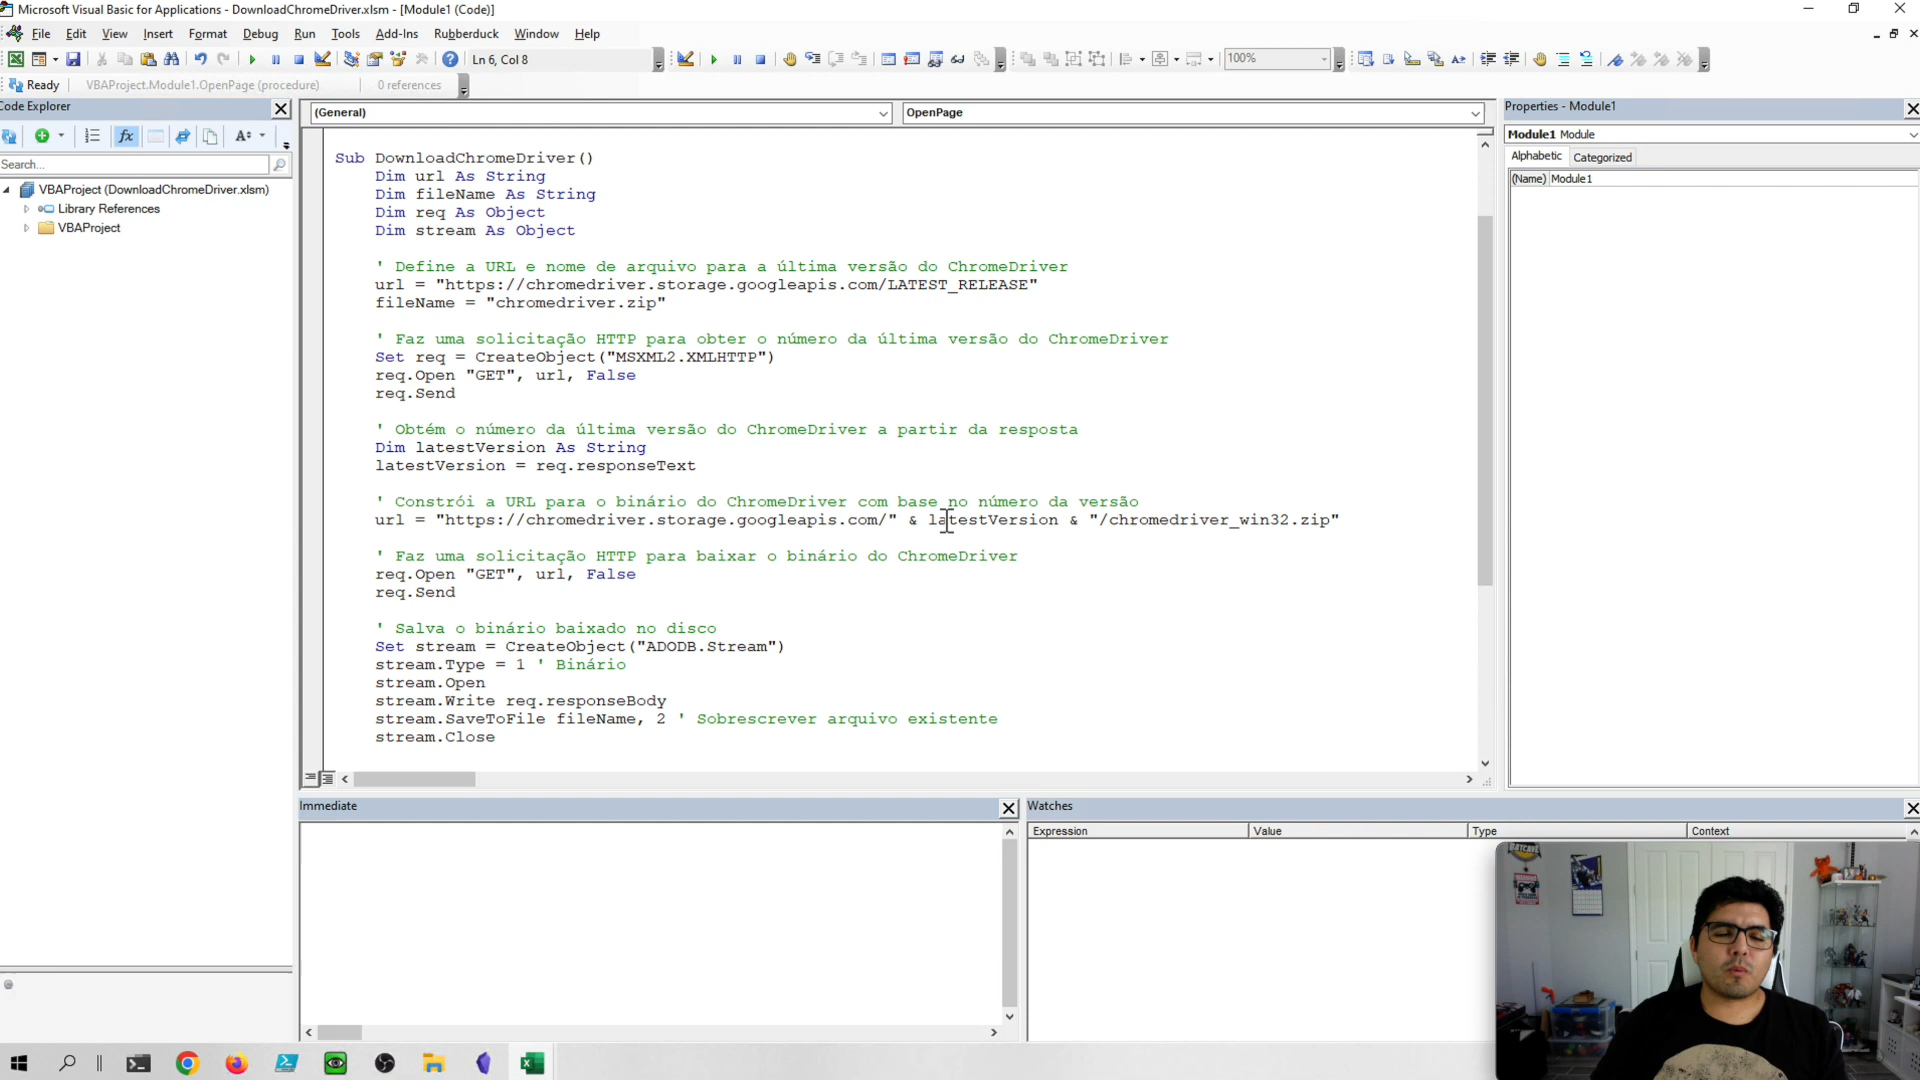 Microsoft Visual Basic for Applications - DownloadChromeDriver.xlsm - [Module1 (Code)]
File Edit View Insert Format Debug Run Tools Add-Ins Rubberduck Window Help
Ln 6, Col 8
100%
Ready VBAProject.Module1.OpenPage (procedure) 0 references
Code Explorer
Search...
VBAProject (DownloadChromeDriver.xlsm)
Library References
VBAProject
(General) OpenPage
Sub DownloadChromeDriver()
Dim url As String
Dim fileName As String
Dim req As Object
Dim stream As Object
' Define a URL e nome de arquivo para a última versão do ChromeDriver
url = "https://chromedriver.storage.googleapis.com/LATEST_RELEASE"
fileName = "chromedriver.zip"
' Faz uma solicitação HTTP para obter o número da última versão do ChromeDriver
Set req = CreateObject("MSXML2.XMLHTTP")
req.Open "GET", url, False
req.Send
' Obtém o número da última versão do ChromeDriver a partir da resposta
Dim latestVersion As String
latestVersion = req.responseText
' Constrói a URL para o binário do ChromeDriver com base no número da versão
url = "https://chromedriver.storage.googleapis.com/" & latestVersion & "/chromedriver_win32.zip"
' Faz uma solicitação HTTP para baixar o binário do ChromeDriver
req.Open "GET", url, False
req.Send
' Salva o binário baixado no disco
Set stream = CreateObject("ADODB.Stream")
stream.Type = 1 ' Binário
stream.Open
stream.Write req.responseBody
stream.SaveToFile fileName, 2 ' Sobrescrever arquivo existente
stream.Close
Properties - Module1
Module1 Module
Alphabetic Categorized
(Name) Module1
Immediate
Watches
Expression Value Type Context